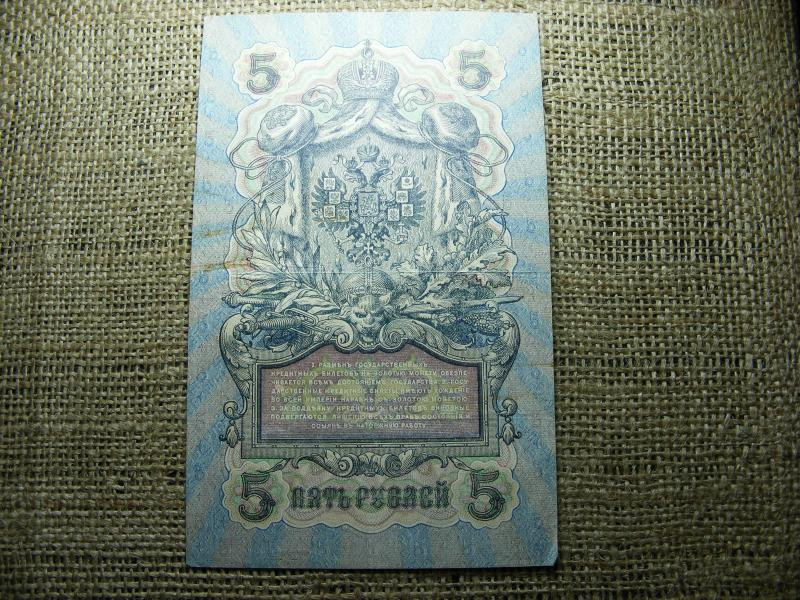 5 5
1. РАЗМѢНЪ ГОСУДАРСТВЕННЫХЪ
КРЕДИТНЫХЪ БИЛЕТОВЪ НА ЗОЛОТУЮ МОНЕТУ ОБЕЗПЕ-
ЧИВАЕТСЯ ВСѢМЪ ДОСТОЯНІЕМЪ ГОСУДАРСТВА. 2. ГОСУ-
ДАРСТВЕННЫЕ КРЕДИТНЫЕ БИЛЕТЫ ИМѢЮТЪ ХОЖДЕНІЕ
ВО ВСЕЙ ИМПЕРІИ НАРАВНѢ СЪ ЗОЛОТОЮ МОНЕТОЮ.
3. ЗА ПОДДѢЛКУ КРЕДИТНЫХЪ БИЛЕТОВЪ ВИНОВНЫЕ
ПОДВЕРГАЮТСЯ ЛИШЕНІЮ ВСѢХЪ ПРАВЪ СОСТОЯНІЯ И
ССЫЛКѢ ВЪ КАТОРЖНУЮ РАБОТУ.
5 ПЯТЬ РУБЛЕЙ 5